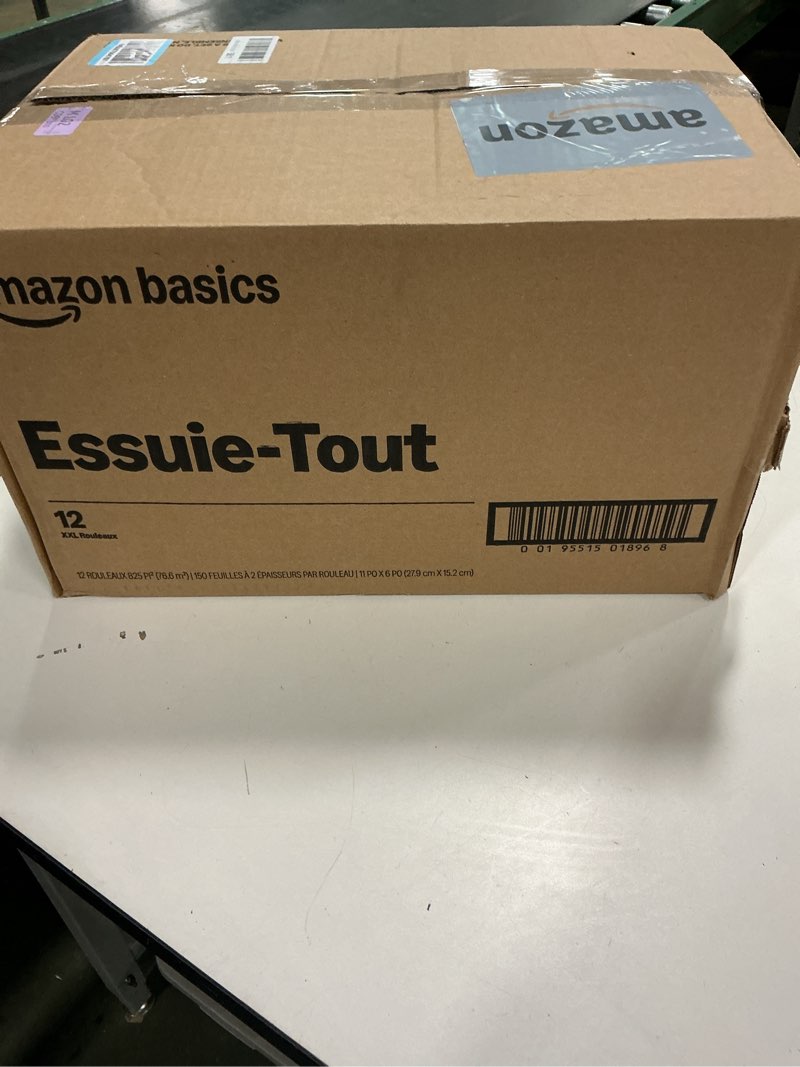 amazon
mazon basics
Essuie-Tout
12
XXL Rouleaux
0 01 95515 01896 8
12 ROULEAUX 825 PI² (76.6 m²) | 150 FEUILLES À 2 ÉPAISSEURS PAR ROULEAU | 11 PO X 6 PO (27.9 cm X 15.2 cm)